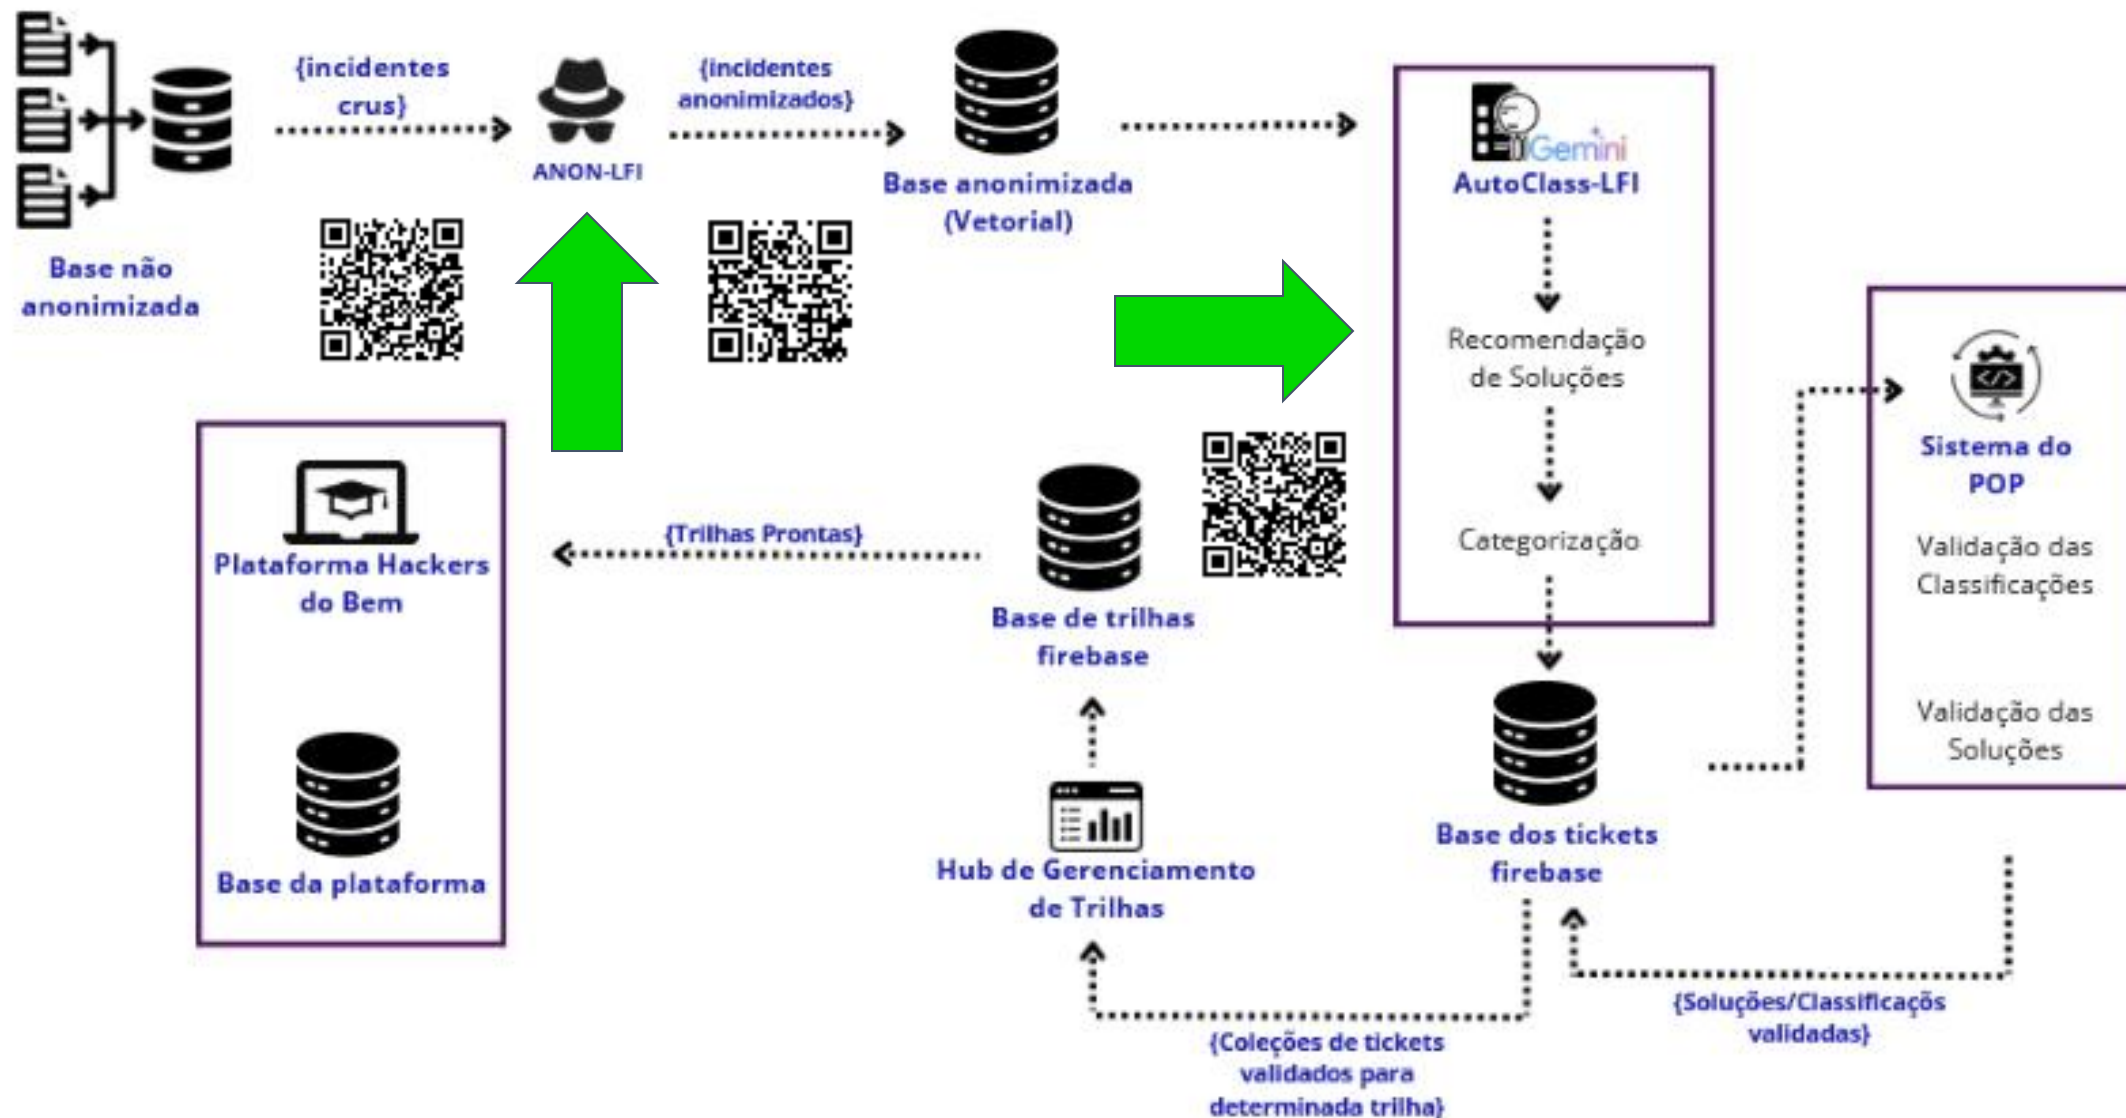 {incidentes
crus}
ANON-LFI
{incidentes
anonimizados}
Base não
anonimizada
Base anonimizada
(Vetorial)
Gemini
AutoClass-LFI
Recomendação
de Soluções
Categorização
Sistema do
POP
Validação das
Classificações
Validação das
Soluções
Plataforma Hackers
do Bem
Base da plataforma
{Trilhas Prontas}
Base de trilhas
firebase
Hub de Gerenciamento
de Trilhas
Base dos tickets
firebase
{Soluções/Classificaçõs
validadas}
{Coleções de tickets
validados para
determinada trilha}